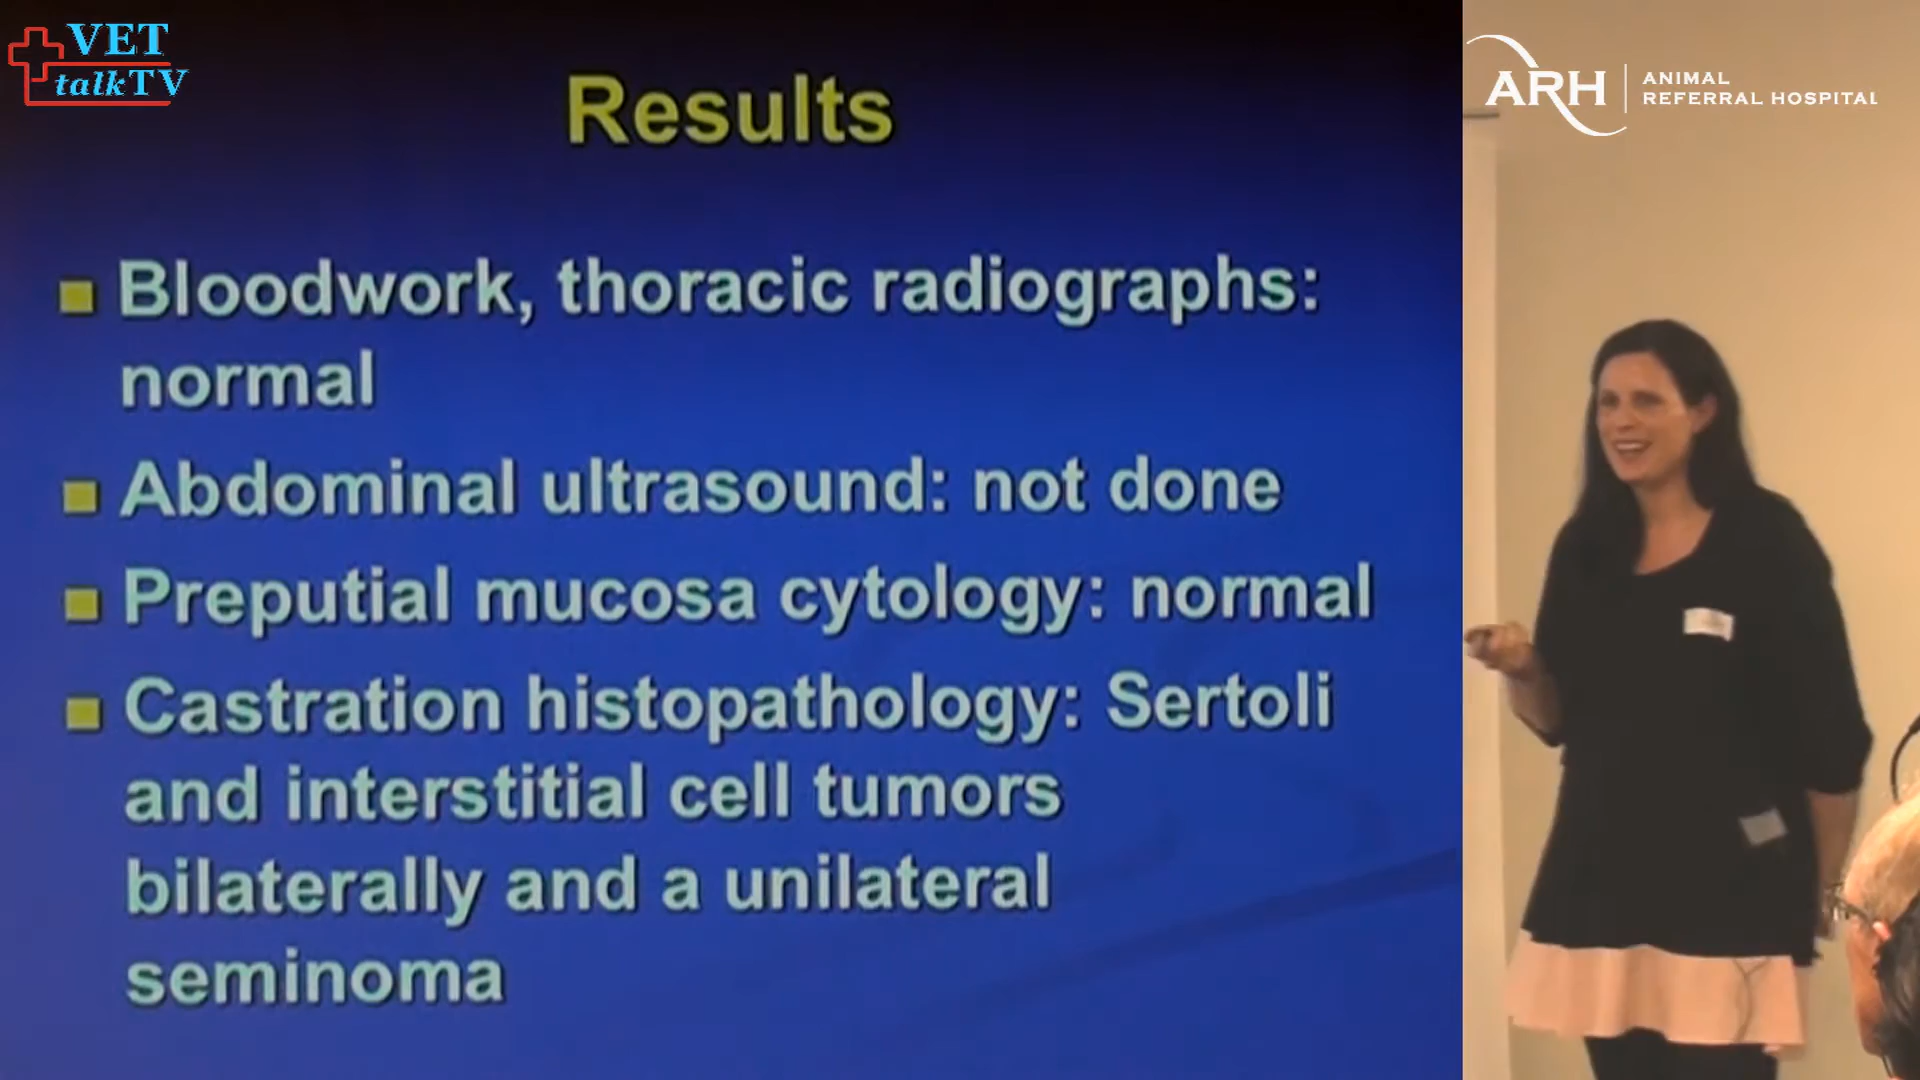 VET
talkTV
ARH
ANIMAL
REFERRAL HOSPITAL
Results
Bloodwork, thoracic radiographs:
normal
Abdominal ultrasound: not done
Preputial mucosa cytology: normal
Castration histopathology: Sertoli
and interstitial cell tumors
bilaterally and a unilateral
seminoma